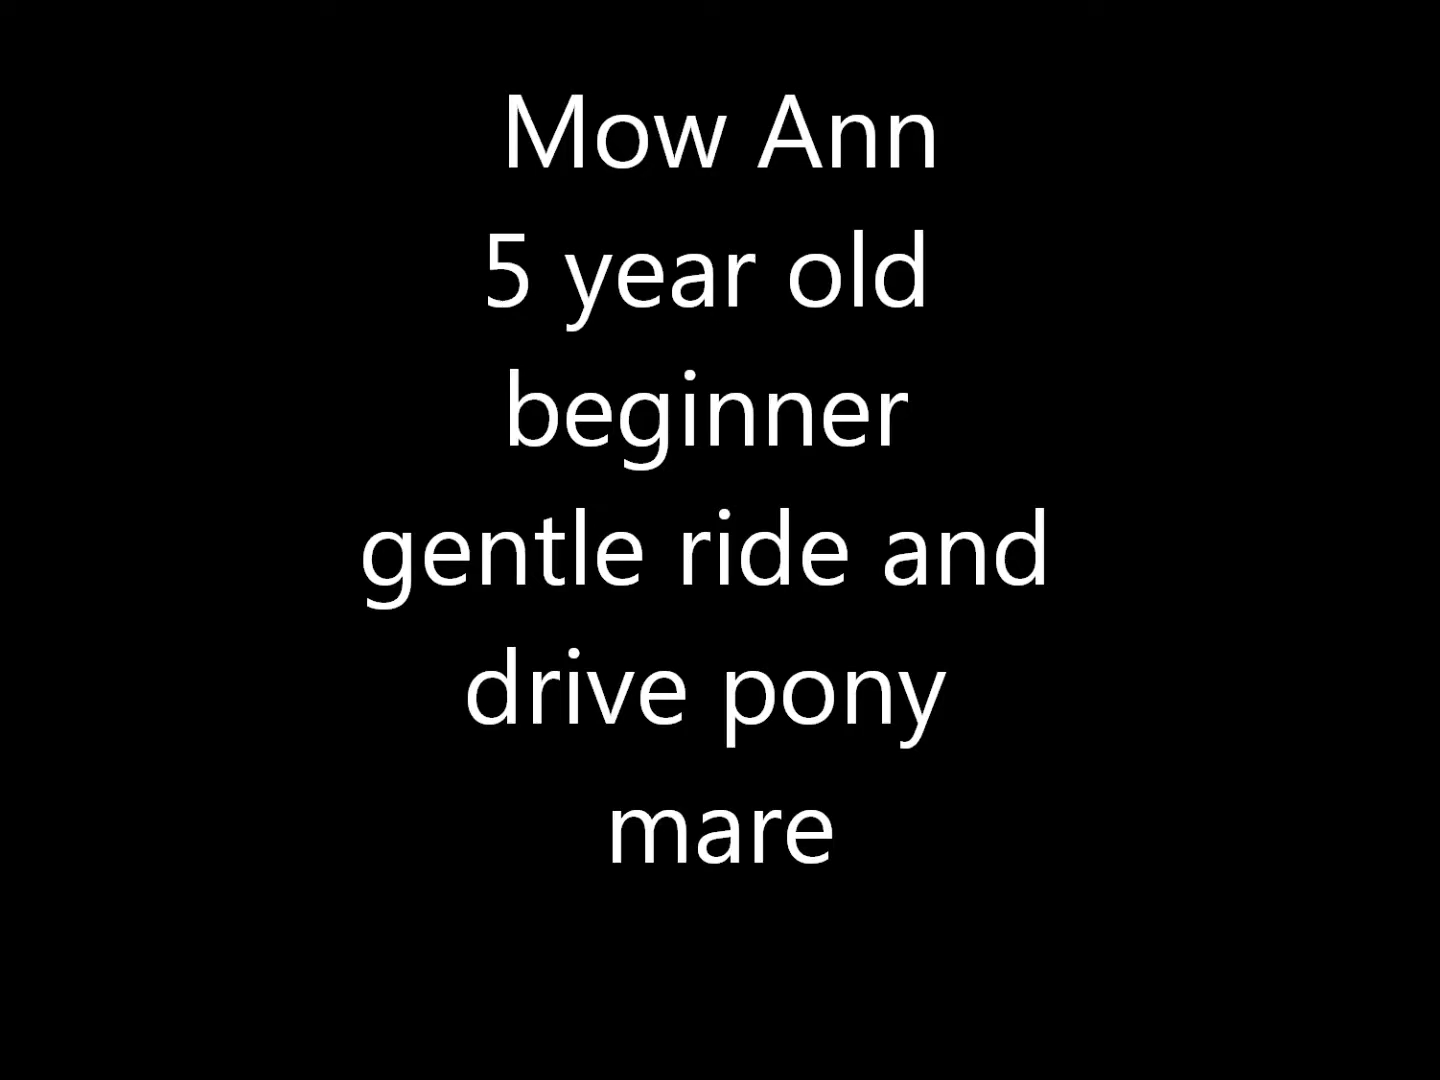 Mow Ann
5 year old
beginner
gentle ride and
drive pony
mare